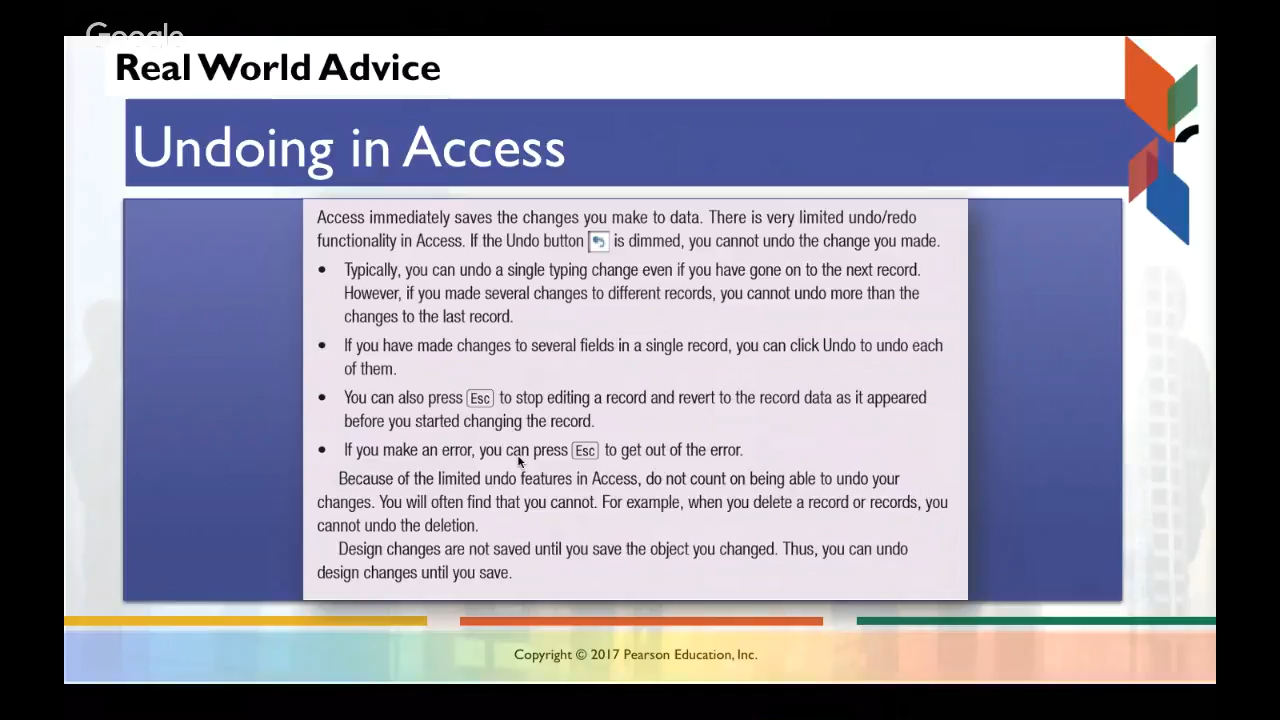 Google
Real World Advice
Undoing in Access
Access immediately saves the changes you make to data. There is very limited undo/redo
functionality in Access. If the Undo button is dimmed, you cannot undo the change you made.
• Typically, you can undo a single typing change even if you have gone on to the next record.
However, if you made several changes to different records, you cannot undo more than the
changes to the last record.
• If you have made changes to several fields in a single record, you can click Undo to undo each
of them.
• You can also press Esc to stop editing a record and revert to the record data as it appeared
before you started changing the record.
• If you make an error, you can press Esc to get out of the error.
Because of the limited undo features in Access, do not count on being able to undo your
changes. You will often find that you cannot. For example, when you delete a record or records, you
cannot undo the deletion.
Design changes are not saved until you save the object you changed. Thus, you can undo
design changes until you save.
Copyright © 2017 Pearson Education, Inc.